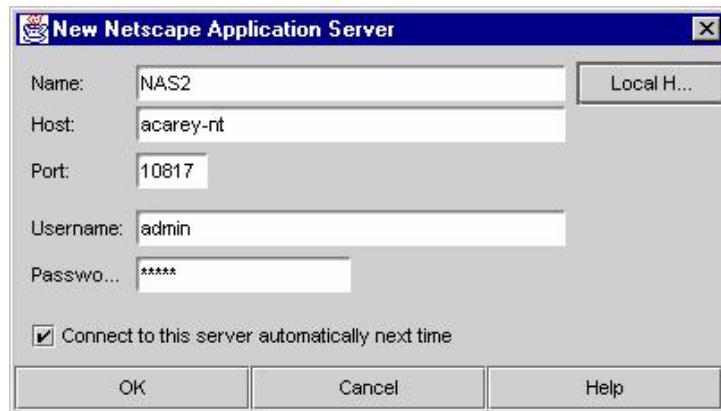 New Netscape Application Server
Name: NAS2 Local H...
Host: acarey-nt
Port: 10817
Username: admin
Passwo... *****
Connect to this server automatically next time
OK Cancel Help